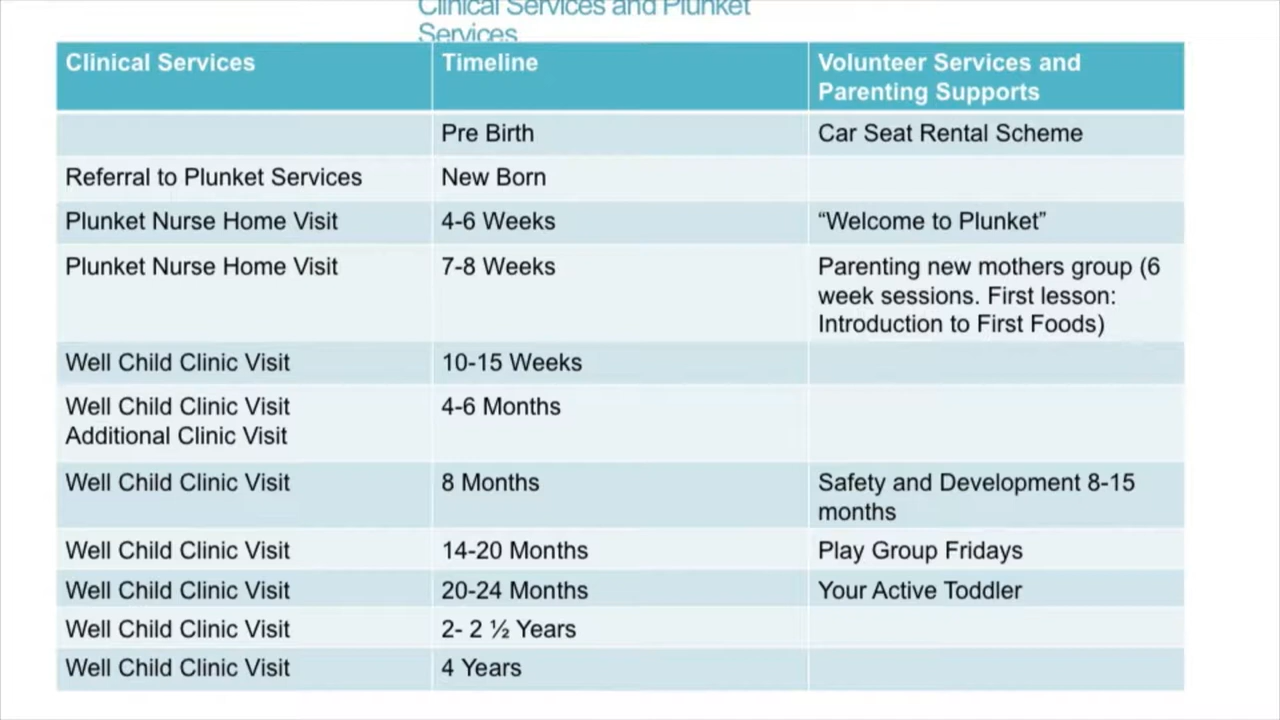 Clinical Services and Plunket
Services
Clinical Services Timeline Volunteer Services and
Parenting Supports
Pre Birth Car Seat Rental Scheme
Referral to Plunket Services New Born
Plunket Nurse Home Visit 4-6 Weeks “Welcome to Plunket”
Plunket Nurse Home Visit 7-8 Weeks Parenting new mothers group (6
week sessions. First lesson:
Introduction to First Foods)
Well Child Clinic Visit 10-15 Weeks
Well Child Clinic Visit 4-6 Months
Additional Clinic Visit
Well Child Clinic Visit 8 Months Safety and Development 8-15
months
Well Child Clinic Visit 14-20 Months Play Group Fridays
Well Child Clinic Visit 20-24 Months Your Active Toddler
Well Child Clinic Visit 2- 2 ½ Years
Well Child Clinic Visit 4 Years